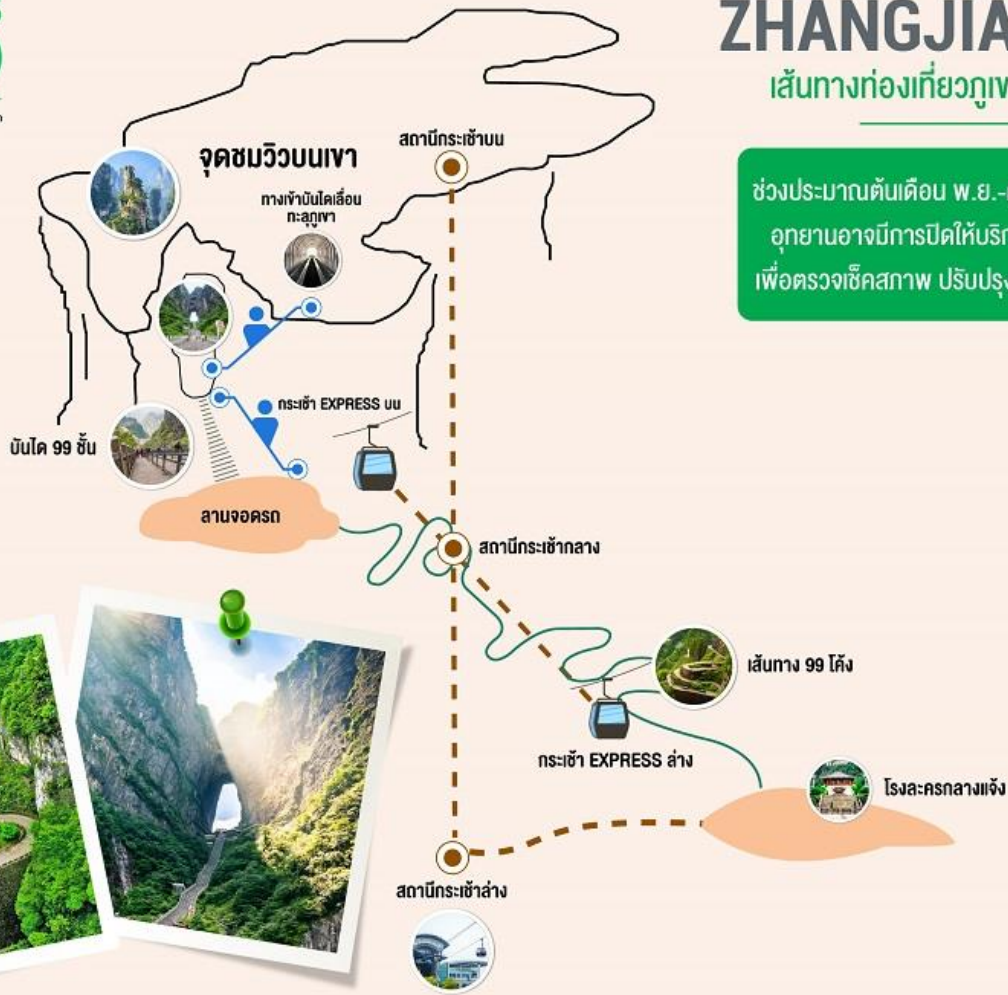 ZHANGJIA
เส้นทางท่องเที่ยวภูเข
ช่วงประมาณต้นเดือน พ.ย.-
อุทยานอาจมีการปิดให้บริก
เพื่อตรวจเช็คสภาพ ปรับปรุง
จุดชมวิวบนเขา
สถานีกระเช้าบน
ทางเข้าบันไดเลื่อน
ทะลุภูเขา
กระเช้า EXPRESS บน
บันได 99 ชั้น
ลานจอดรถ
สถานีกระเช้ากลาง
เส้นทาง 99 โค้ง
กระเช้า EXPRESS ล่าง
โรงละครกลางแจ้ง
สถานีกระเช้าล่าง